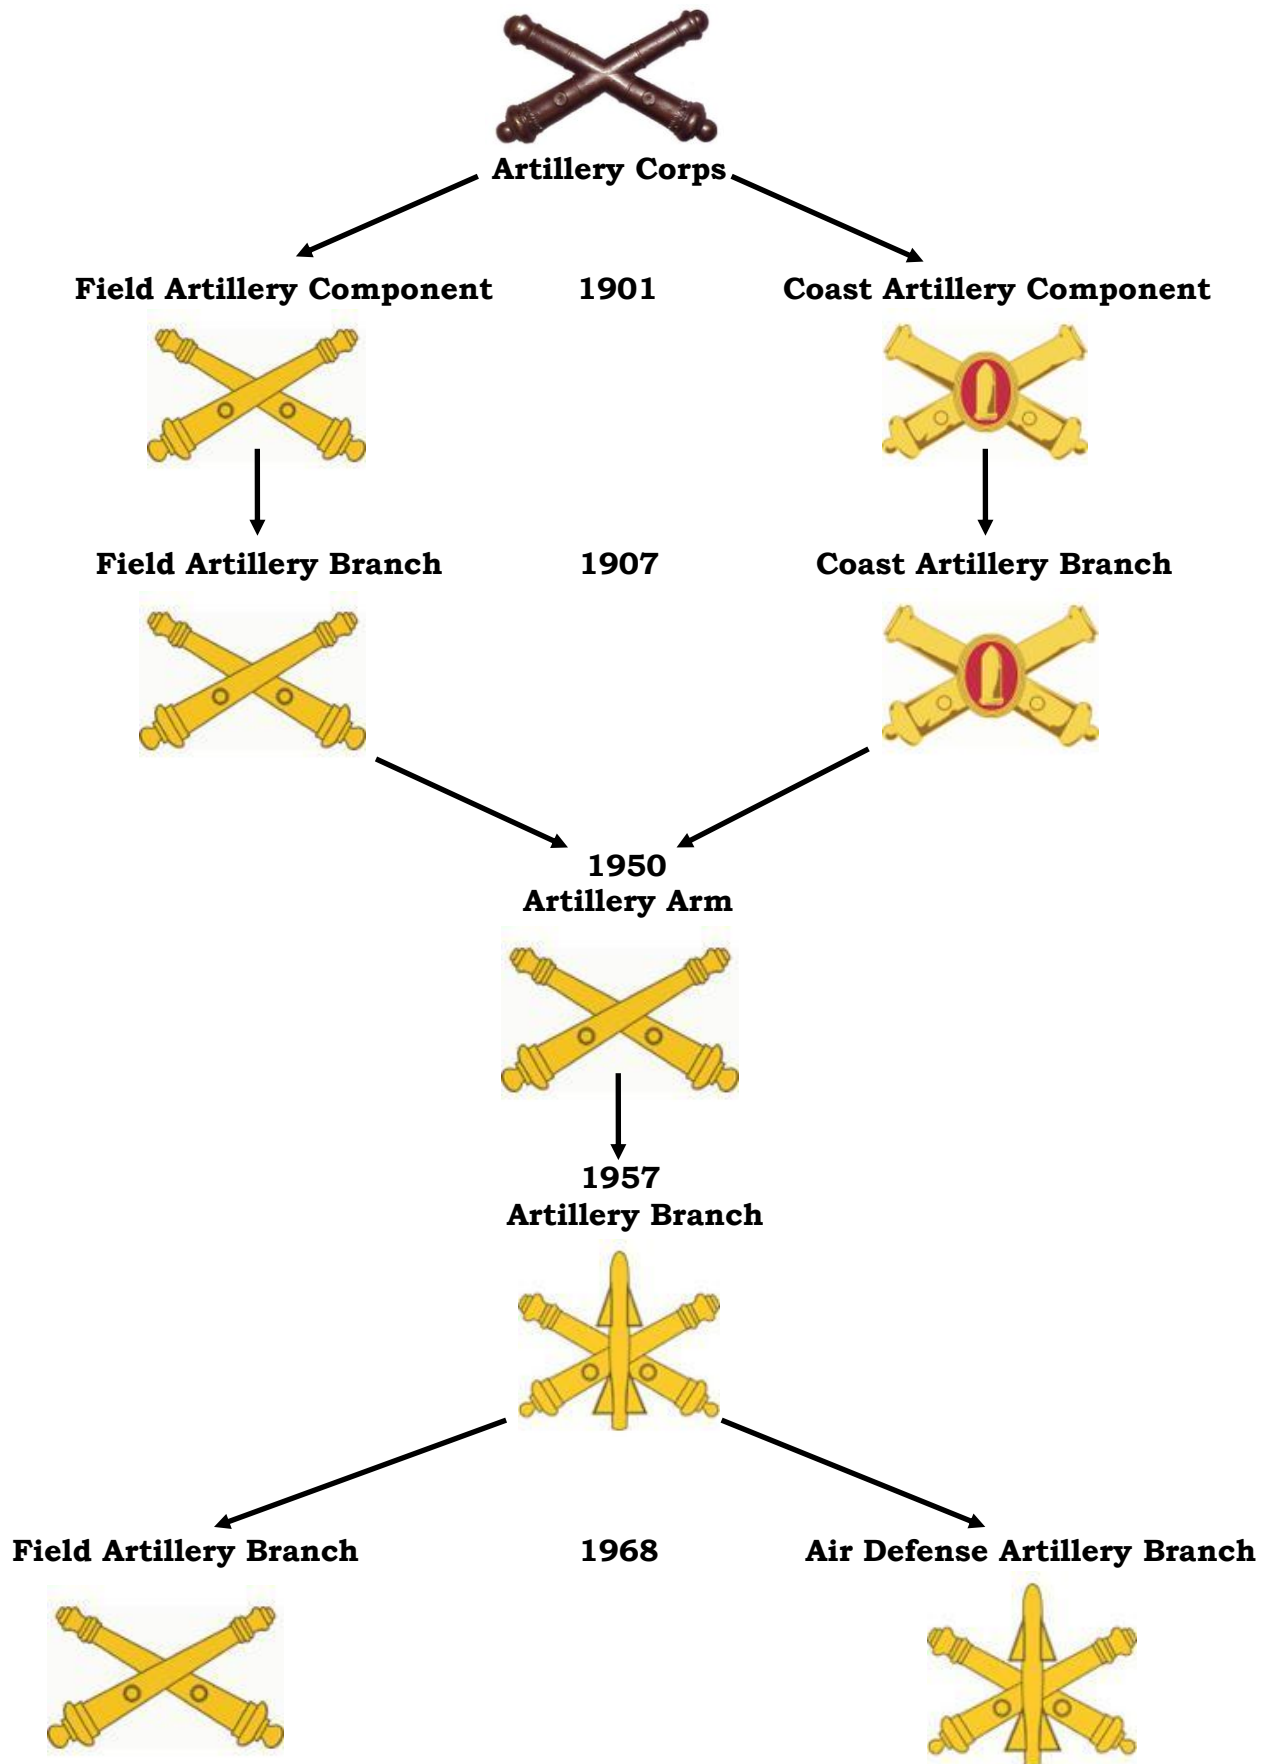 Artillery Corps
Field Artillery Component 1901 Coast Artillery Component
Field Artillery Branch 1907 Coast Artillery Branch
1950
Artillery Arm
1957
Artillery Branch
Field Artillery Branch 1968 Air Defense Artillery Branch